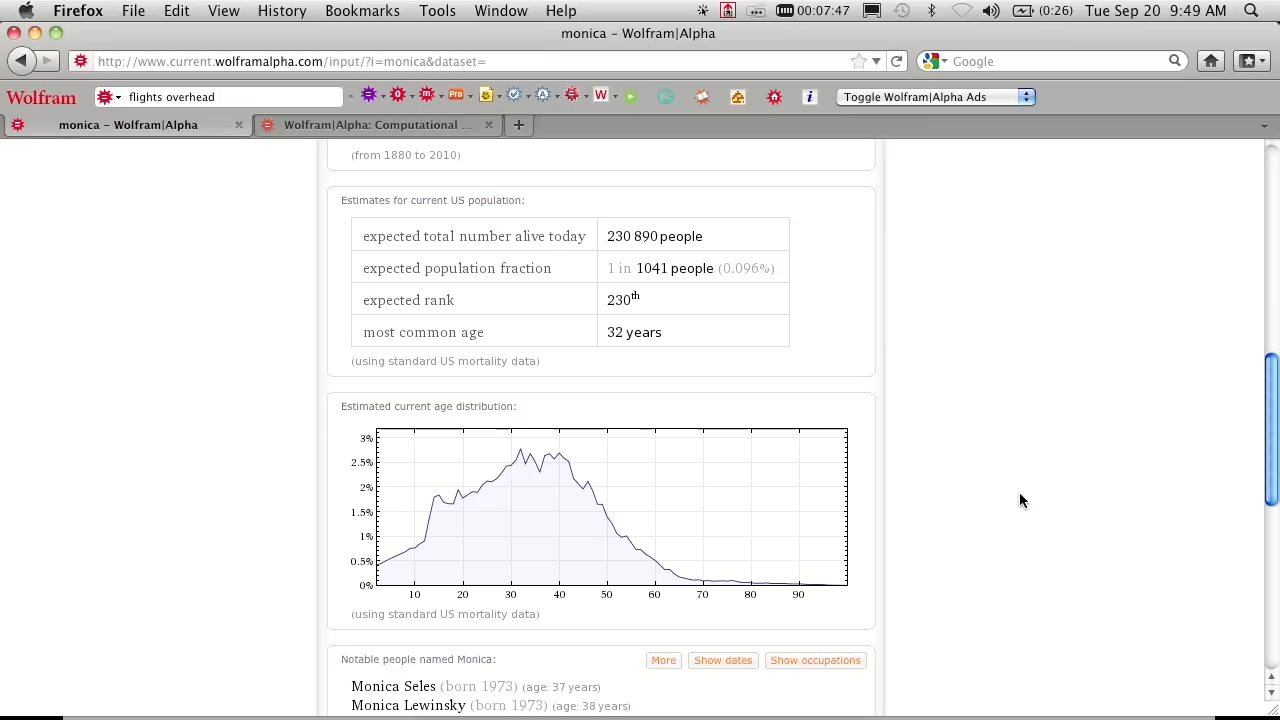 Firefox File Edit View History Bookmarks Tools Window Help 00:07:47 (0:26) Tue Sep 20 9:49 AM
monica – Wolfram|Alpha
http://www.current.wolframalpha.com/input/?i=monica&dataset= Google
Wolfram flights overhead Pro W i Toggle Wolfram|Alpha Ads
monica – Wolfram|Alpha Wolfram|Alpha: Computational ...
(from 1880 to 2010)
Estimates for current US population:
expected total number alive today 230 890 people
expected population fraction 1 in 1041 people (0.096%)
expected rank 230th
most common age 32 years
(using standard US mortality data)
Estimated current age distribution:
3%
2.5%
2%
1.5%
1%
0.5%
0%
10 20 30 40 50 60 70 80 90
(using standard US mortality data)
Notable people named Monica: More Show dates Show occupations
Monica Seles (born 1973) (age: 37 years)
Monica Lewinsky (born 1973) (age: 38 years)